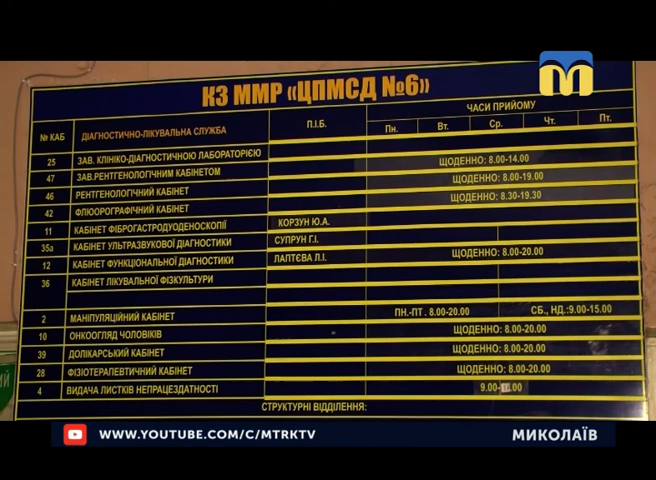 КЗ ММР «ЦПМСД №6»
№ КАБ ДІАГНОСТИЧНО-ЛІКУВАЛЬНА СЛУЖБА П.І.Б. ЧАСИ ПРИЙОМУ
Пн. Вт. Ср. Чт. Пт.
25 ЗАВ. КЛІНІКО-ДІАГНОСТИЧНОЮ ЛАБОРАТОРІЄЮ ЩОДЕННО: 8.00-14.00
47 ЗАВ.РЕНТГЕНОЛОГІЧНИМ КАБІНЕТОМ ЩОДЕННО: 8.00-19.00
46 РЕНТГЕНОЛОГІЧНИЙ КАБІНЕТ ЩОДЕННО: 8.30-19.30
42 ФЛЮОРОГРАФІЧНИЙ КАБІНЕТ
11 КАБІНЕТ ФІБРОГАСТРОДУОДЕНОСКОПІЇ КОРЗУН Ю.А.
35а КАБІНЕТ УЛЬТРАЗВУКОВОЇ ДІАГНОСТИКИ СУПРУН Г.І.
12 КАБІНЕТ ФУНКЦІОНАЛЬНОЇ ДІАГНОСТИКИ ЛАПТЄВА Л.І. ЩОДЕННО: 8.00-20.00
36 КАБІНЕТ ЛІКУВАЛЬНОЇ ФІЗКУЛЬТУРИ
2 МАНІПУЛЯЦІЙНИЙ КАБІНЕТ ПН.-ПТ. 8.00-20.00 СБ., НД.:9.00-15.00
10 ОНКООГЛЯД ЧОЛОВІКІВ ЩОДЕННО: 8.00-20.00
39 ДОЛІКАРСЬКИЙ КАБІНЕТ ЩОДЕННО: 8.00-20.00
28 ФІЗІОТЕРАПЕВТИЧНИЙ КАБІНЕТ ЩОДЕННО: 8.00-20.00
4 ВИДАЧА ЛИСТКІВ НЕПРАЦЕЗДАТНОСТІ
СТРУКТУРНІ ВІДДІЛЕННЯ:
WWW.YOUTUBE.COM/C/MTRKTV МИКОЛАЇВ